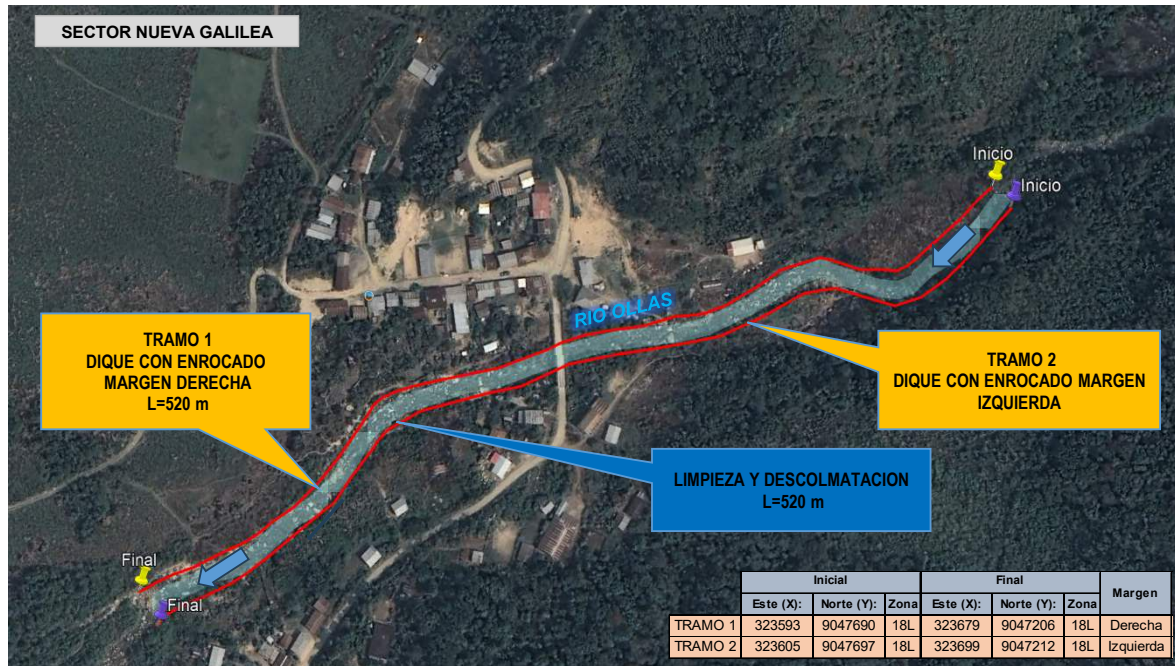 SECTOR NUEVA GALILEA
Inicio
Inicio
RIO OLLAS
TRAMO 1
DIQUE CON ENROCADO
MARGEN DERECHA
L=520 m
TRAMO 2
DIQUE CON ENROCADO MARGEN
IZQUIERDA
LIMPIEZA Y DESCOLMATACION
L=520 m
Final
Final
Inicial Final Margen
Este (X): Norte (Y): Zona Este (X): Norte (Y): Zona
TRAMO 1 323593 9047690 18L 323679 9047206 18L Derecha
TRAMO 2 323605 9047697 18L 323699 9047212 18L Izquierda